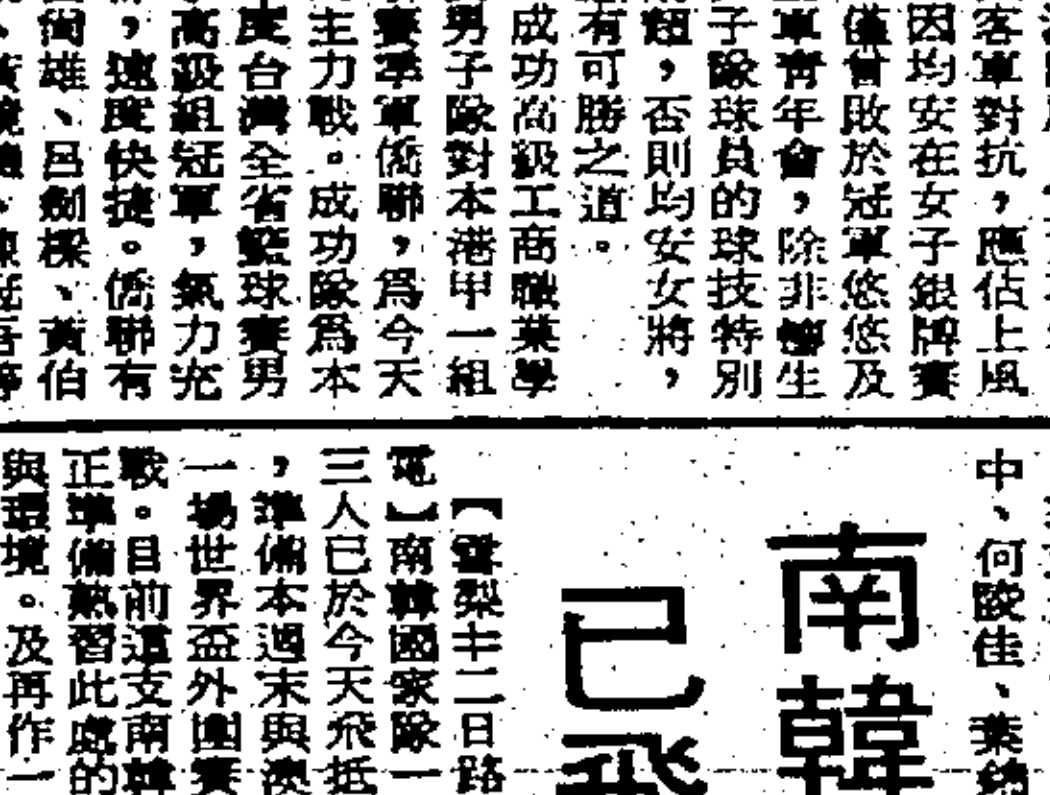 客軍對抗，應佔上風
因均安在女子銀牌賽
僅曾敗於冠軍悠悠及
軍青年會，除非學生
子隊球員的球技特別
超，否則均安女將，
有可勝之道。
成功高級工商職業學
男子隊對本港甲一組
賽季軍僑聯，爲今天
主力戰。成功隊爲本
度台灣全省籃球賽男
高級組冠軍，氣力充
，速度快捷。僑聯有
雄、呂劍樑、黃伯
中、何
佳、葉
南韓
已飛
日路
電】南韓國家隊一
三人已於今天飛抵
，準備本週末與澳
一場世界盃外圍賽
戰。目前這支南韓
正準備熟習此處的
與環境。及再作一